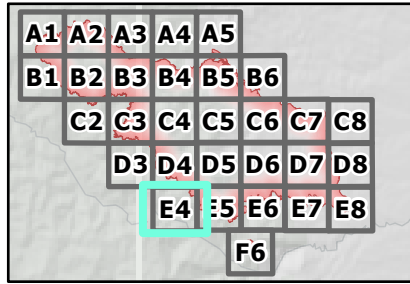 A1 A2 A3 A4 A5
B1 B2 B3 B4 B5 B6
C2 C3 C4 C5 C6 C7 C8
D3 D4 D5 D6 D7 D8
E4 E5 E6 E7 E8
F6